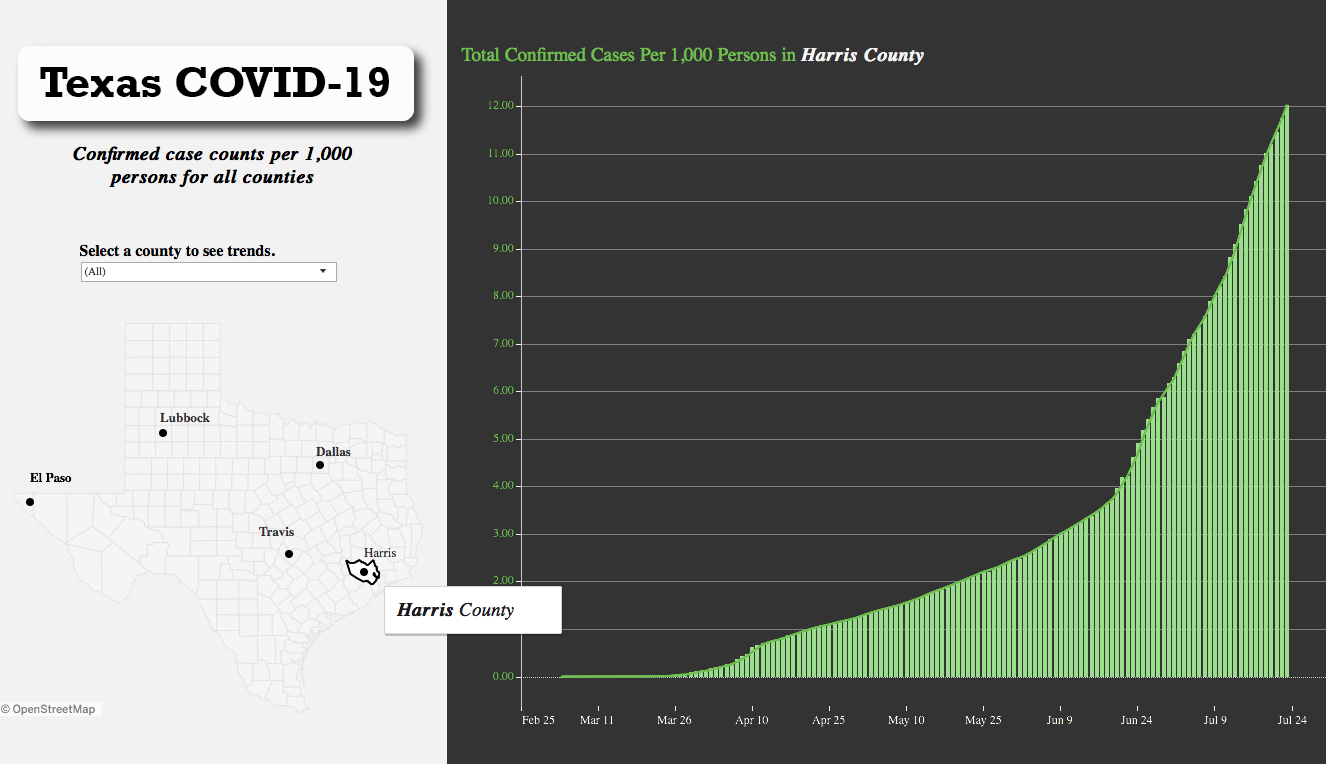 Texas COVID-19
Confirmed case counts per 1,000
persons for all counties
Select a county to see trends.
(All)
Lubbock
Dallas
El Paso
Travis
Harris
Harris County
© OpenStreetMap
Total Confirmed Cases Per 1,000 Persons in Harris County
12.00
11.00
10.00
9.00
8.00
7.00
6.00
5.00
4.00
3.00
2.00
0.00
Feb 25 Mar 11 Mar 26 Apr 10 Apr 25 May 10 May 25 Jun 9 Jun 24 Jul 9 Jul 24